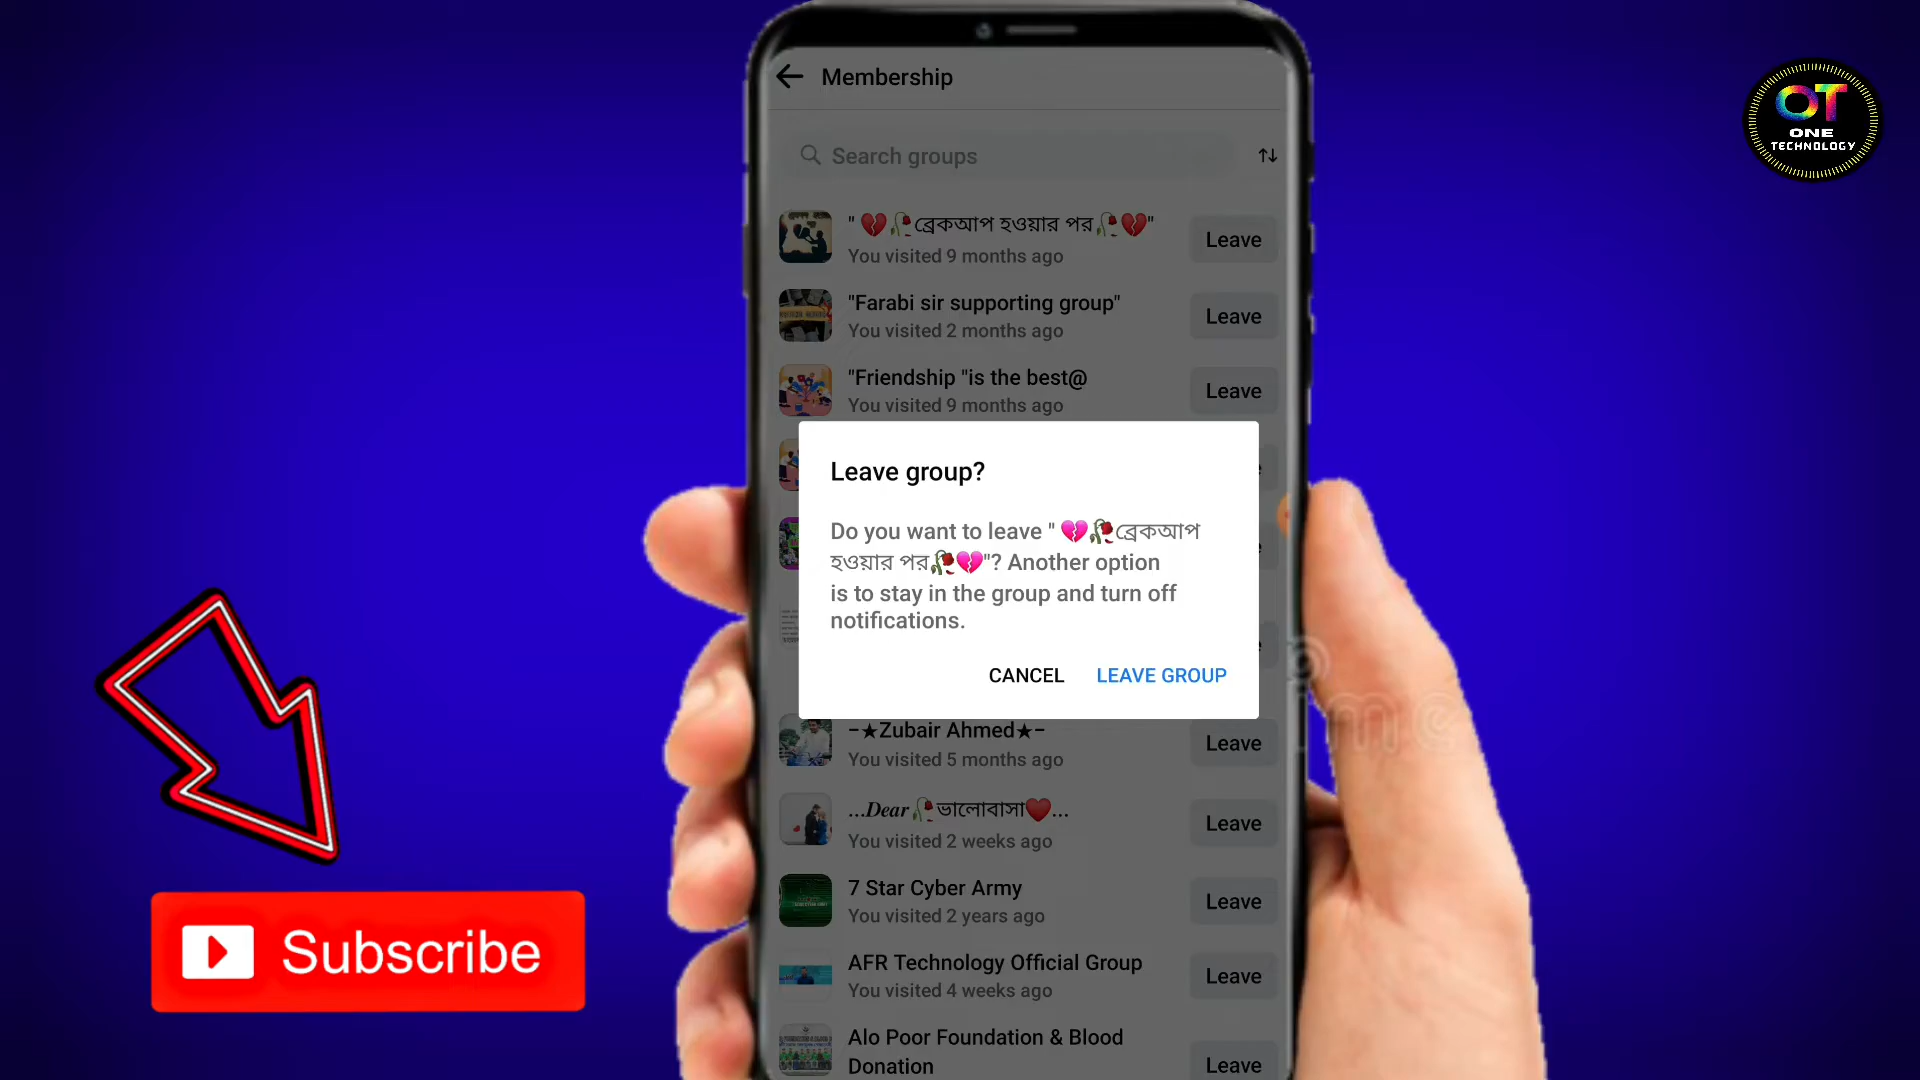 Membership
OT
ONE
TECHNOLOGY
Search groups
" 💔🥀ব্রেকআপ হওয়ার পর🥀💔"
You visited 9 months ago
Leave
"Farabi sir supporting group"
You visited 2 months ago
Leave
"Friendship "is the best@
You visited 9 months ago
Leave
Leave group?
Do you want to leave " 💔🥀ব্রেকআপ
হওয়ার পর🥀💔"? Another option
is to stay in the group and turn off
notifications.
CANCEL LEAVE GROUP
–★Zubair Ahmed★–
You visited 5 months ago
Leave
...𝑫𝒆𝒂𝒓🥀ভালোবাসা❤️...
You visited 2 weeks ago
Leave
7 Star Cyber Army
You visited 2 years ago
Leave
AFR Technology Official Group
You visited 4 weeks ago
Leave
Alo Poor Foundation & Blood
Donation
Leave
Subscribe